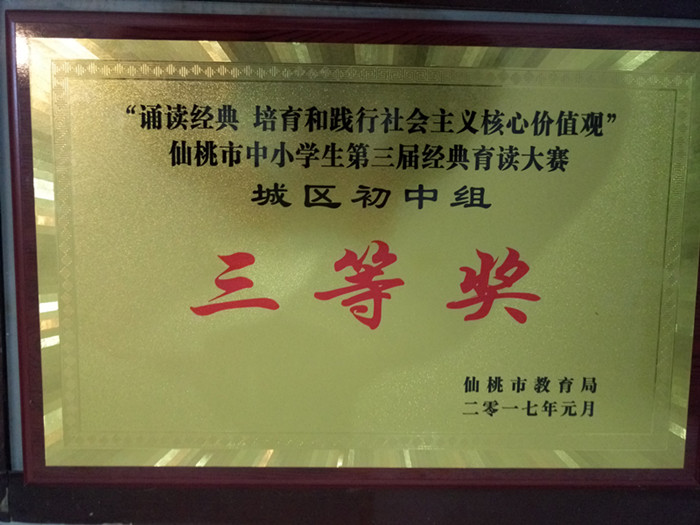 “诵读经典 培育和践行社会主义核心价值观”
仙桃市中小学生第三届经典育读大赛
城区初中组
三等奖
仙桃市教育局
二零一七年元月